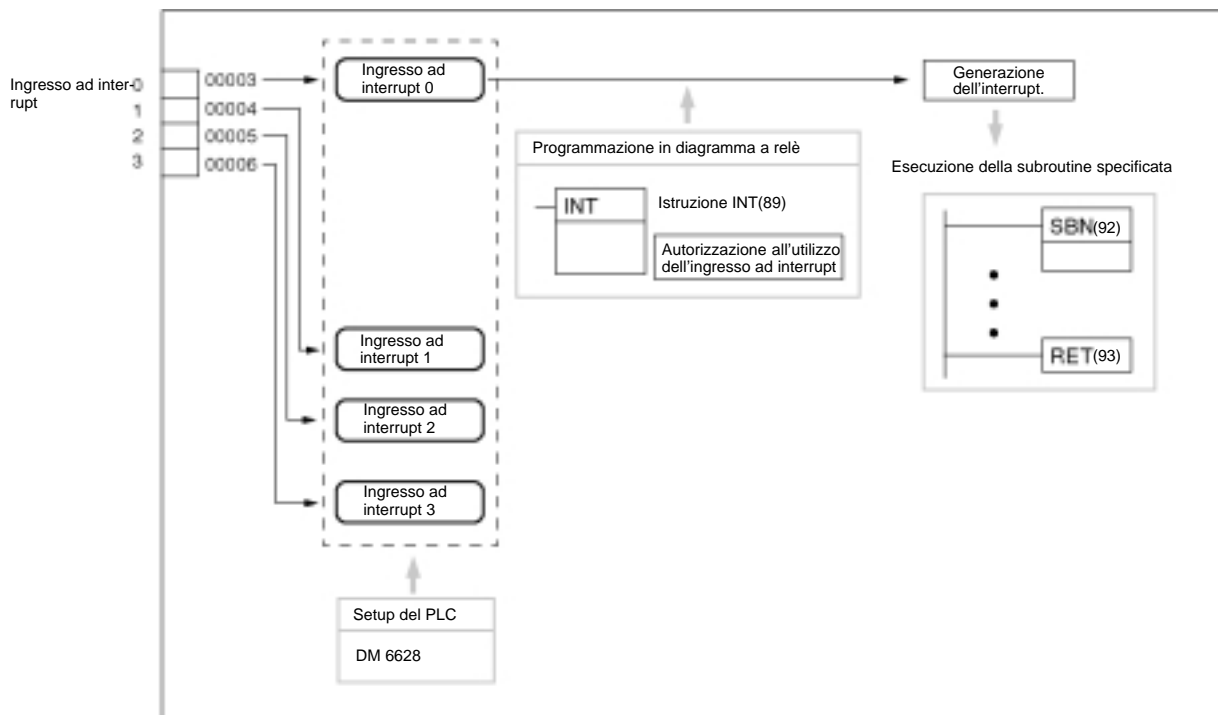 Ingresso ad inter-
rupt
0
1
2
3
00003
00004
00005
00006
Ingresso ad
interrupt 0
Ingresso ad
interrupt 1
Ingresso ad
interrupt 2
Ingresso ad
interrupt 3
Setup del PLC
DM 6628
Programmazione in diagramma a relè
INT
Istruzione INT(89)
Autorizzazione all'utilizzo
dell'ingresso ad interrupt
Generazione
dell'interrupt.
Esecuzione della subroutine specificata
SBN(92)
RET(93)